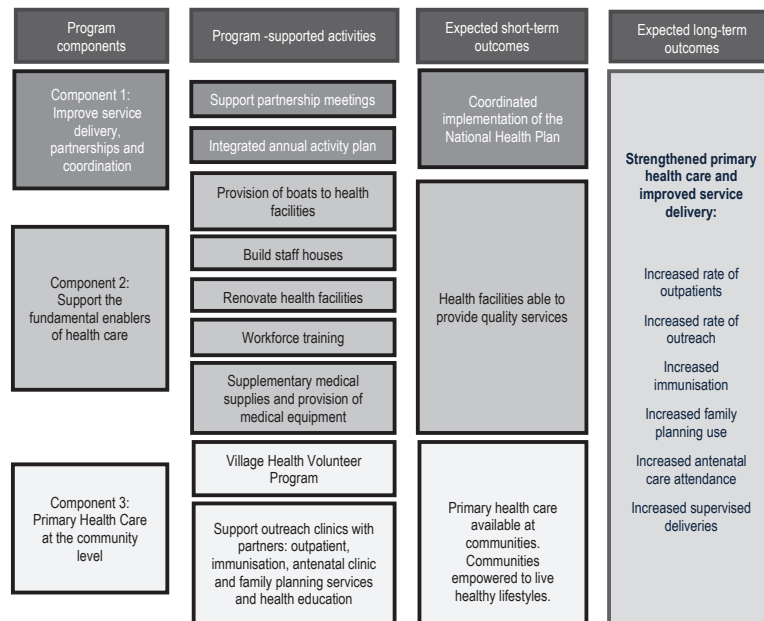 Program
components
Program -supported activities
Expected short-term
outcomes
Expected long-term
outcomes
Component 1:
Improve service
delivery,
partnerships and
coordination
Support partnership meetings
Integrated annual activity plan
Coordinated
implementation of the
National Health Plan
Component 2:
Support the
fundamental enablers
of health care
Provision of boats to health
facilities
Build staff houses
Renovate health facilities
Workforce training
Supplementary medical
supplies and provision of
medical equipment
Health facilities able to
provide quality services
Component 3:
Primary Health Care
at the community
level
Village Health Volunteer
Program
Support outreach clinics with
partners: outpatient,
immunisation, antenatal clinic
and family planning services
and health education
Primary health care
available at
communities.
Communities
empowered to live
healthy lifestyles.
Strengthened primary
health care and
improved service
delivery:
Increased rate of
outpatients
Increased rate of
outreach
Increased
immunisation
Increased family
planning use
Increased antenatal
care attendance
Increased supervised
deliveries